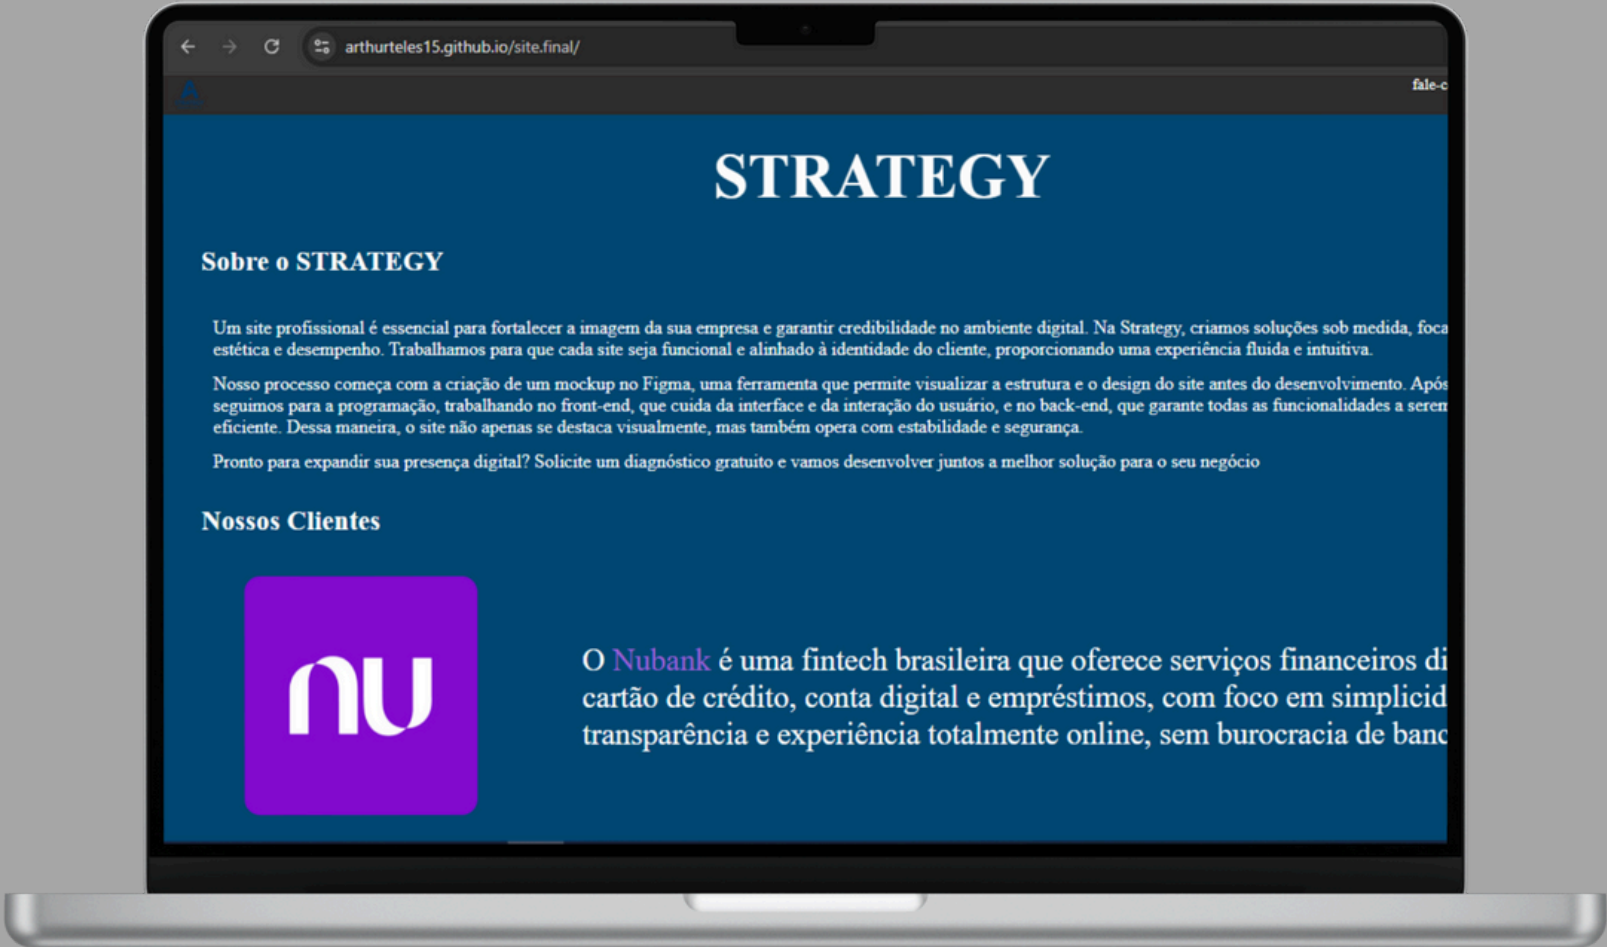 arthurteles15.github.io/site.final/
fale-c
STRATEGY
Sobre o STRATEGY
Um site profissional é essencial para fortalecer a imagem da sua empresa e garantir credibilidade no ambiente digital. Na Strategy, criamos soluções sob medida, foca
estética e desempenho. Trabalhamos para que cada site seja funcional e alinhado à identidade do cliente, proporcionando uma experiência fluida e intuitiva.
Nosso processo começa com a criação de um mockup no Figma, uma ferramenta que permite visualizar a estrutura e o design do site antes do desenvolvimento. Após
seguimos para a programação, trabalhando no front-end, que cuida da interface e da interação do usuário, e no back-end, que garante todas as funcionalidades a serem
eficiente. Dessa maneira, o site não apenas se destaca visualmente, mas também opera com estabilidade e segurança.
Pronto para expandir sua presença digital? Solicite um diagnóstico gratuito e vamos desenvolver juntos a melhor solução para o seu negócio
Nossos Clientes
nu
O Nubank é uma fintech brasileira que oferece serviços financeiros di
cartão de crédito, conta digital e empréstimos, com foco em simplicid
transparência e experiência totalmente online, sem burocracia de banc